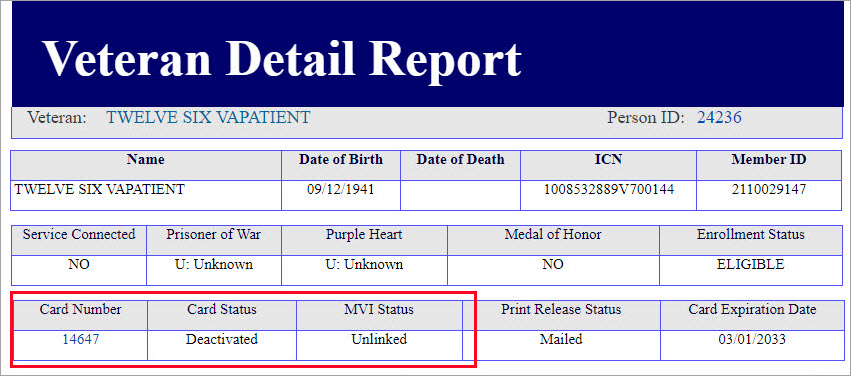 Veteran Detail Report
Veteran: TWELVE SIX VAPATIENT Person ID: 24236
Name Date of Birth Date of Death ICN Member ID
TWELVE SIX VAPATIENT 09/12/1941 1008532889V700144 2110029147
Service Connected Prisoner of War Purple Heart Medal of Honor Enrollment Status
NO U: Unknown U: Unknown NO ELIGIBLE
Card Number Card Status MVI Status Print Release Status Card Expiration Date
14647 Deactivated Unlinked Mailed 03/01/2033